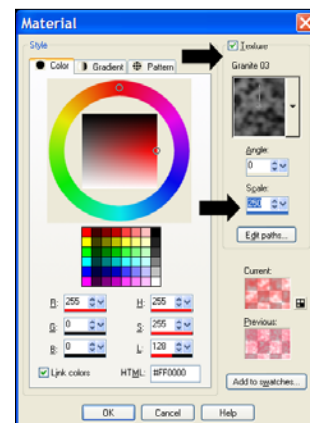 Material
Style
Color
Gradient
Pattern
Texture
Granite 03
Angle:
0
Scale:
250
Edit paths...
Current:
Previous:
R: 255
H: 255
G: 0
S: 255
B: 0
L: 128
Link colors
HTML: #FF0000
Add to swatches...
OK
Cancel
Help